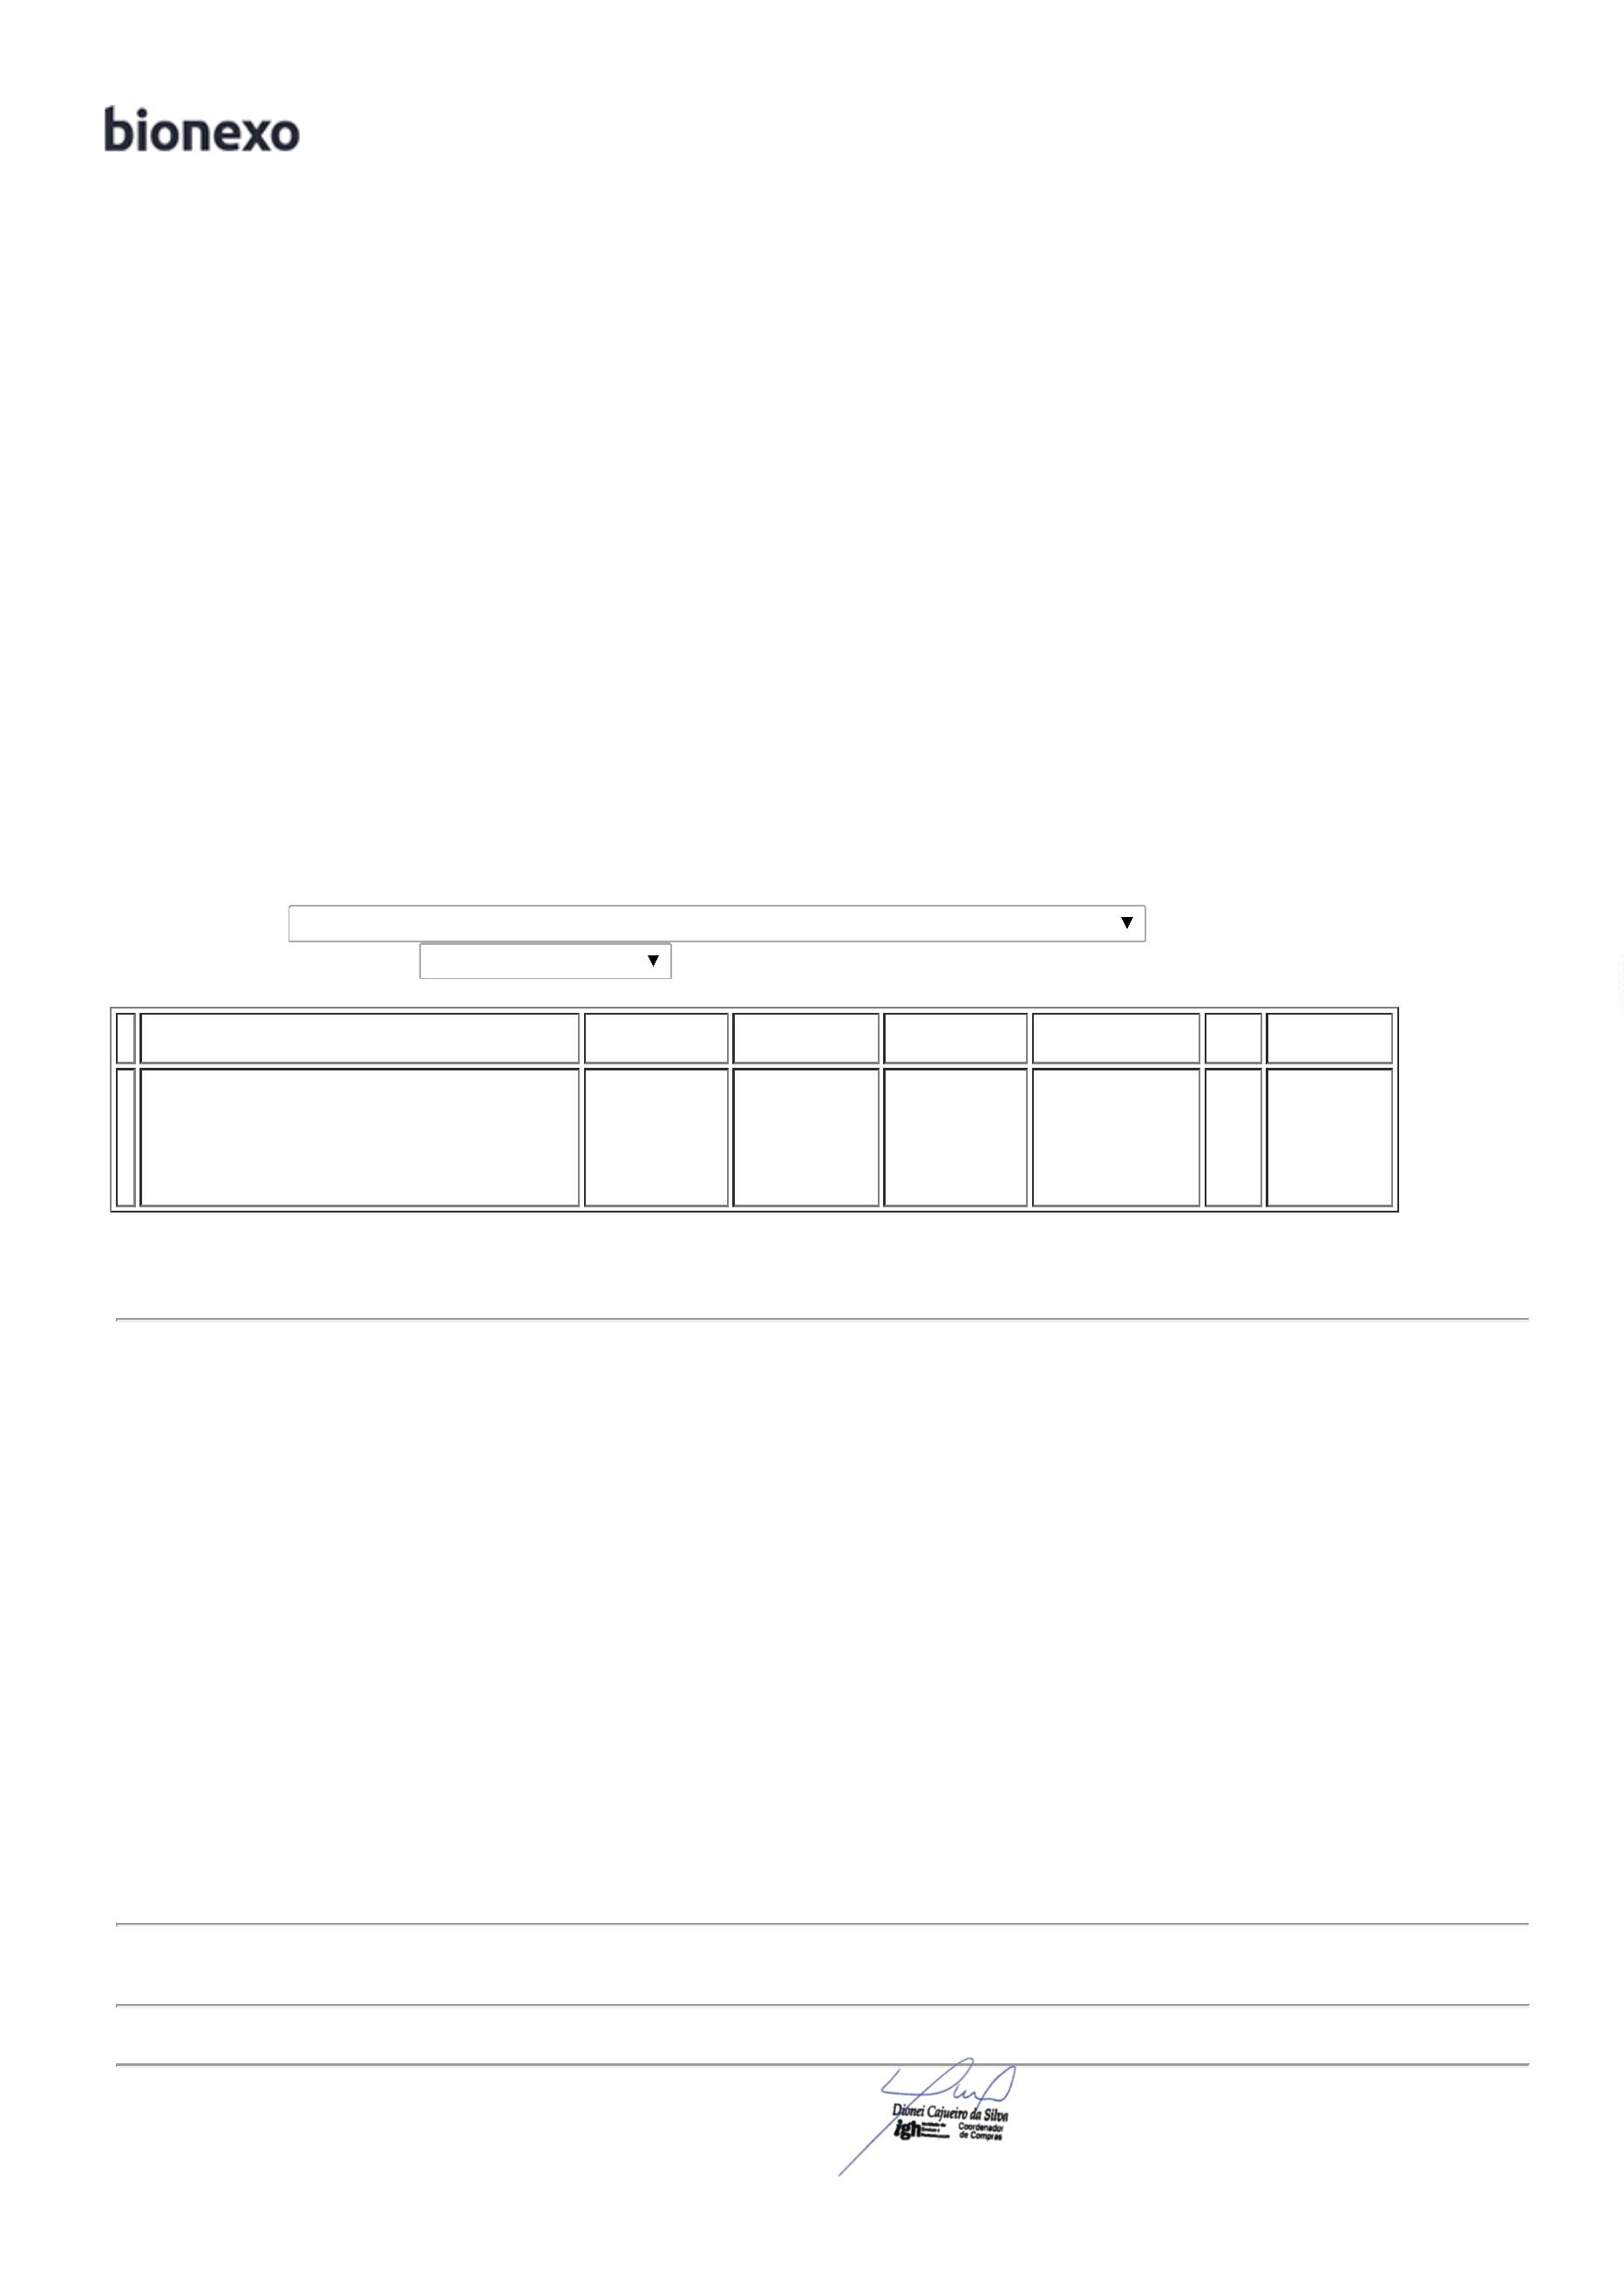 bionexo
Dionei Cajueiro da Silva
igh
Coordenador
de Compras